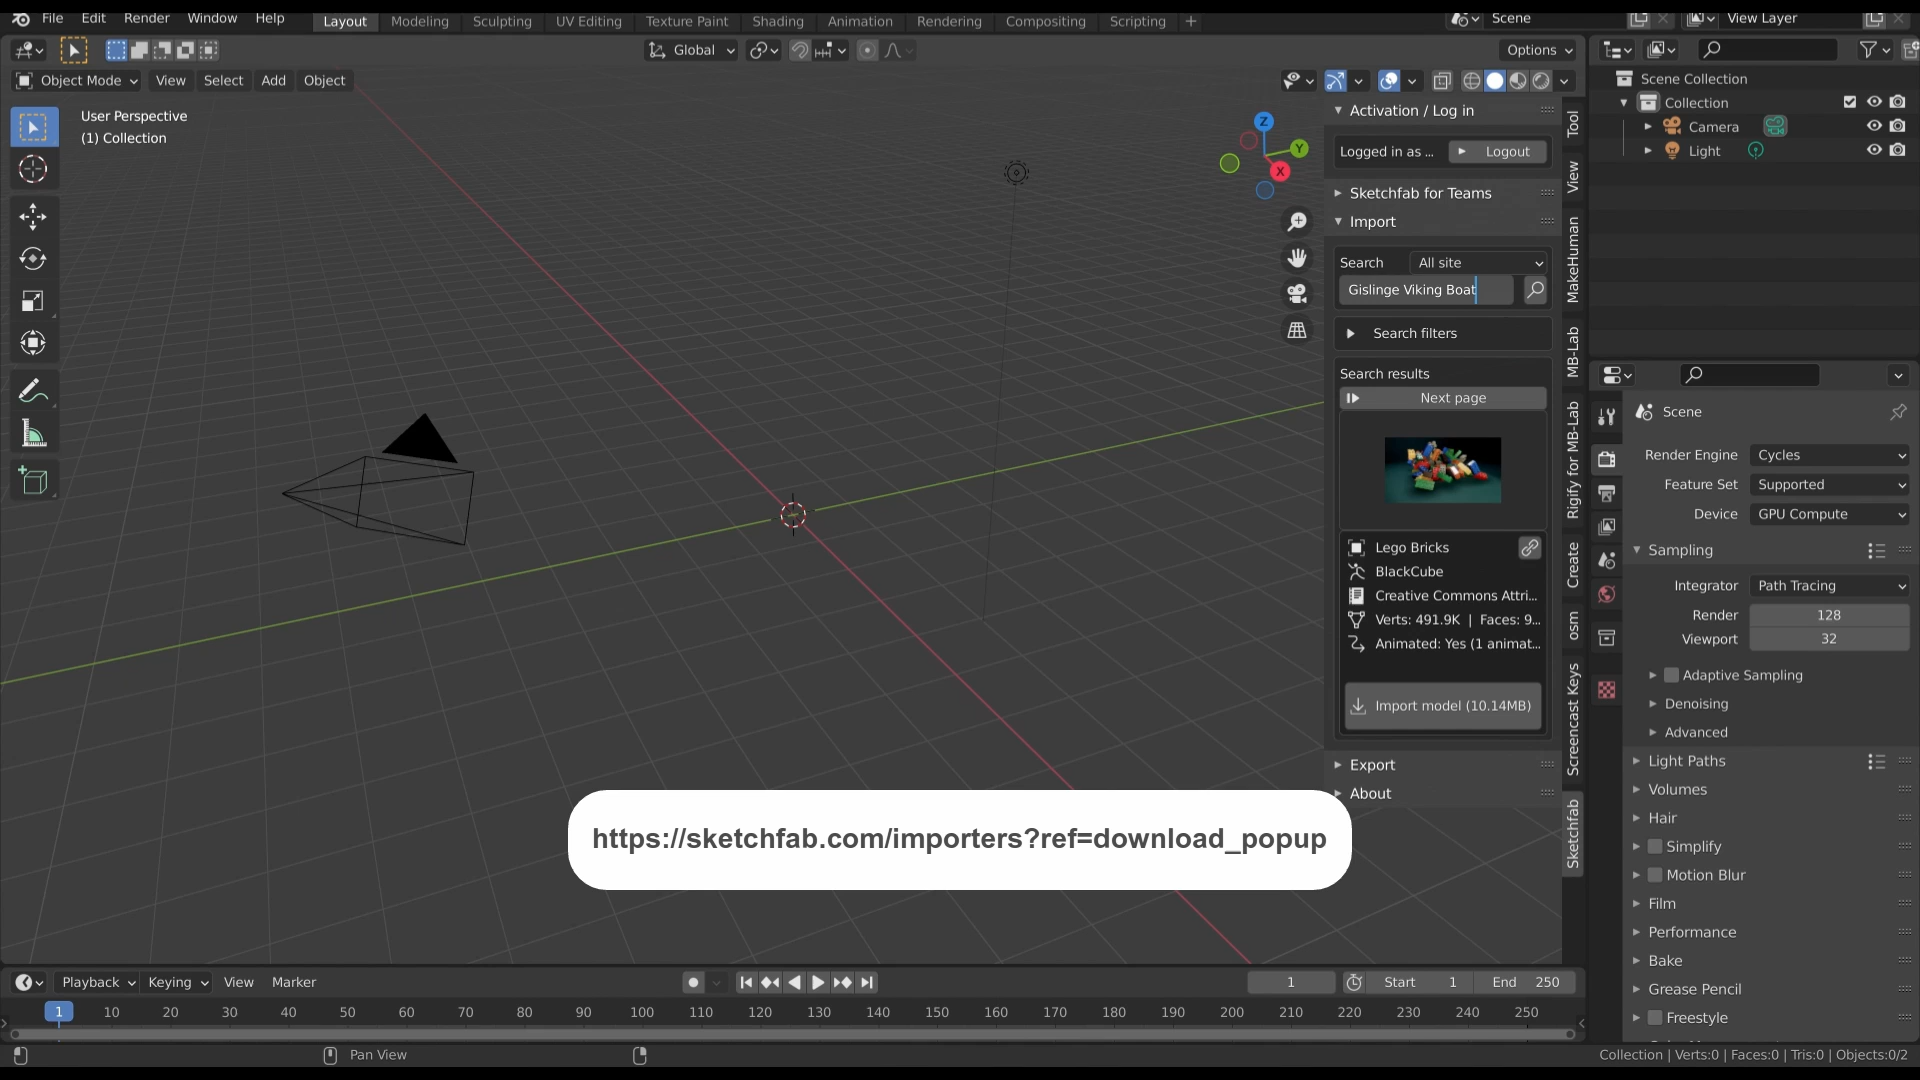 File Edit Render Window Help Layout Modeling Sculpting UV Editing Texture Paint Shading Animation Rendering Compositing Scripting + Scene View Layer
Global Options
Object Mode View Select Add Object
User Perspective
(1) Collection
Z
Y
X
Activation / Log in
Logged in as ... Logout
Sketchfab for Teams
Import
Search All site
Gislinge Viking Boat
Search filters
Search results
Next page
Lego Bricks
BlackCube
Creative Commons Attri...
Verts: 491.9K | Faces: 9...
Animated: Yes (1 animat...
Import model (10.14MB)
Export
About
Tool
View
MakeHuman
MB-Lab
Rigify for MB-Lab
Create
osm
Screencast Keys
Sketchfab
Scene Collection
Collection
Camera
Light
Scene
Render Engine Cycles
Feature Set Supported
Device GPU Compute
Sampling
Integrator Path Tracing
Render 128
Viewport 32
Adaptive Sampling
Denoising
Advanced
Light Paths
Volumes
Hair
Simplify
Motion Blur
Film
Performance
Bake
Grease Pencil
Freestyle
https://sketchfab.com/importers?ref=download_popup
Playback Keying View Marker 1 Start 1 End 250
1 10 20 30 40 50 60 70 80 90 100 110 120 130 140 150 160 170 180 190 200 210 220 230 240 250
Pan View
Collection | Verts:0 | Faces:0 | Tris:0 | Objects:0/2